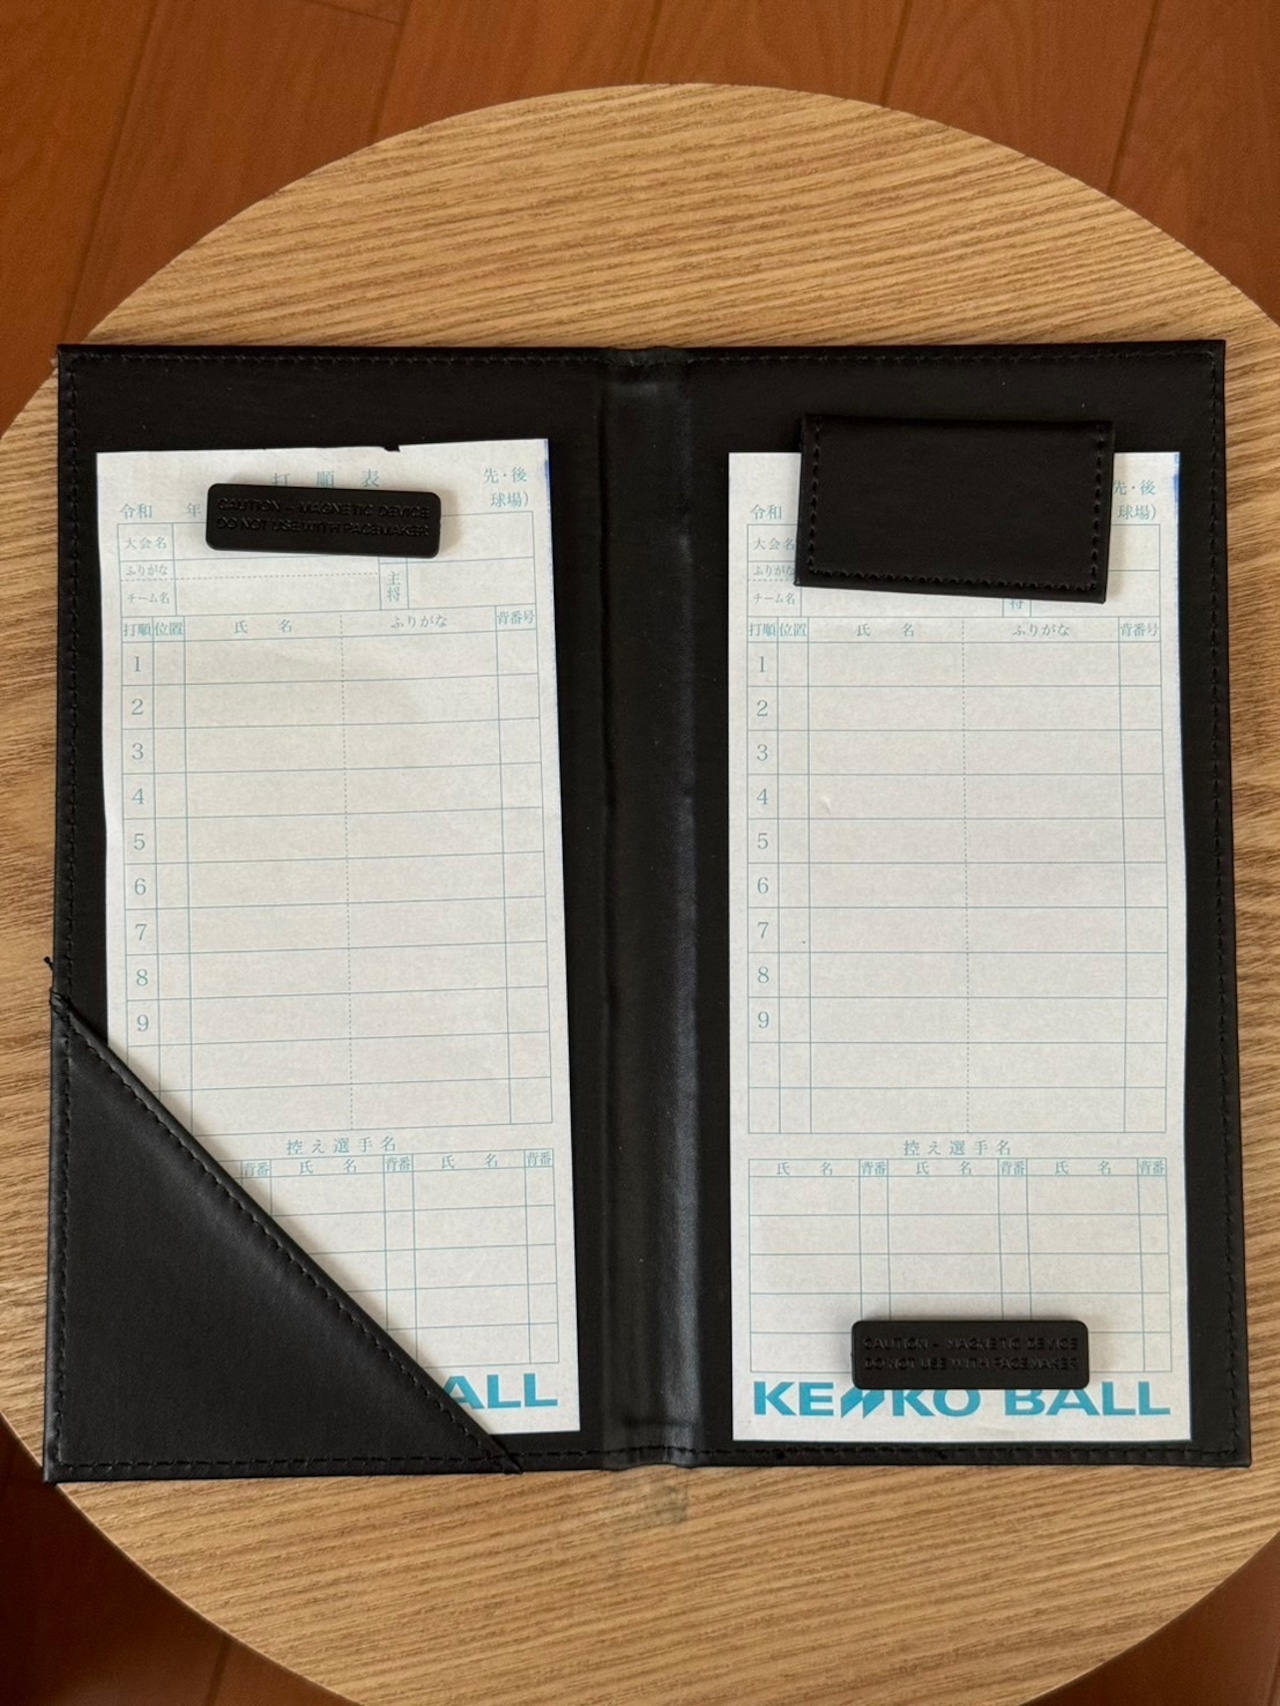 打順表
先・後
令和 年
球場)
CAUTION - MAGNETIC DEVICE
DO NOT USE WITH PACEMAKER
大会名
ふりがな
チーム名
主将
打順 位置 氏 名 ふりがな 背番号
1
2
3
4
5
6
7
8
9
控え選手名
背番 氏 名 背番 氏 名 背番
ALL
先・後
令和
球場)
大会名
ふりがな
チーム名
将
打順 位置 氏 名 ふりがな 背番号
1
2
3
4
5
6
7
8
9
控え選手名
氏 名 背番 氏 名 背番 氏 名 背番
CAUTION - MAGNETIC DEVICE
DO NOT USE WITH PACEMAKER
KENKO BALL